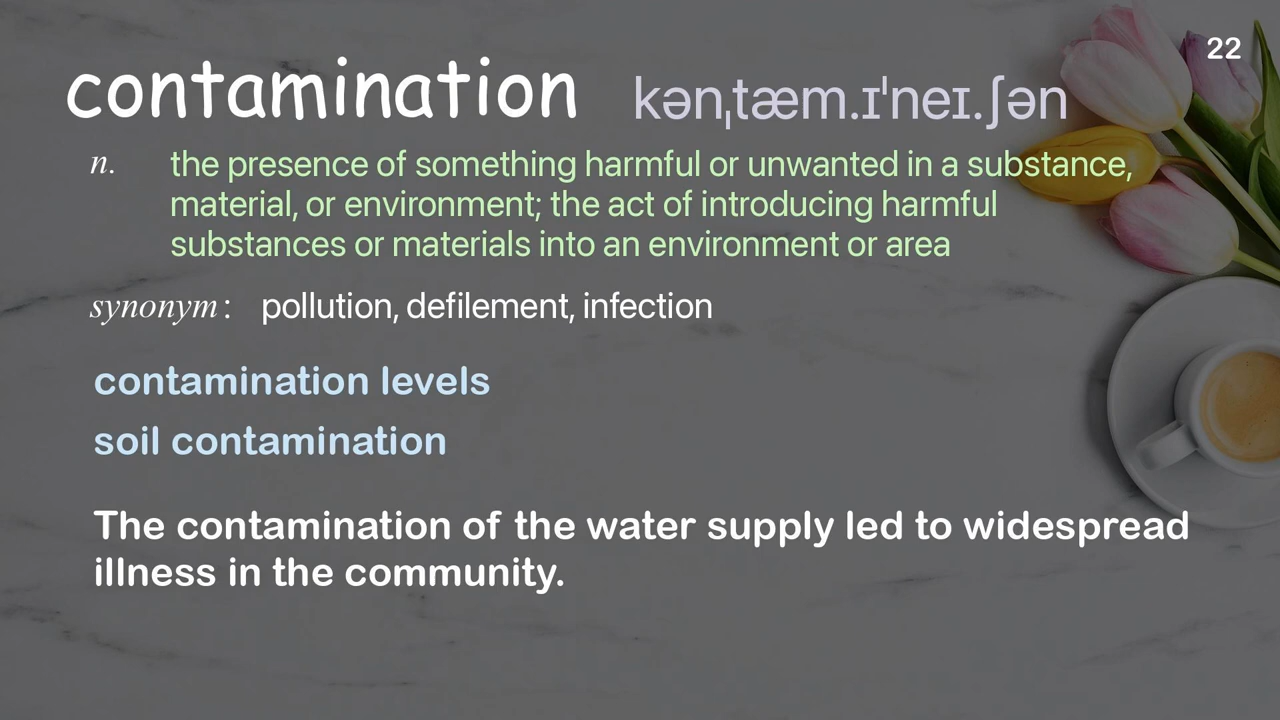 22
contamination kənˌtæm.ɪˈneɪ.ʃən
n. the presence of something harmful or unwanted in a substance,
material, or environment; the act of introducing harmful
substances or materials into an environment or area
synonym: pollution, defilement, infection
contamination levels
soil contamination
The contamination of the water supply led to widespread
illness in the community.